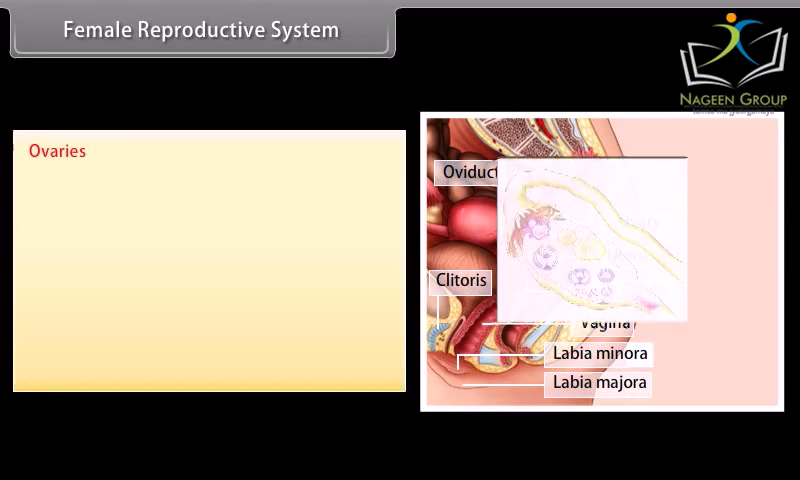 Female Reproductive System
NAGEEN GROUP
Ovaries
Oviduct
Clitoris
Vagina
Labia minora
Labia majora